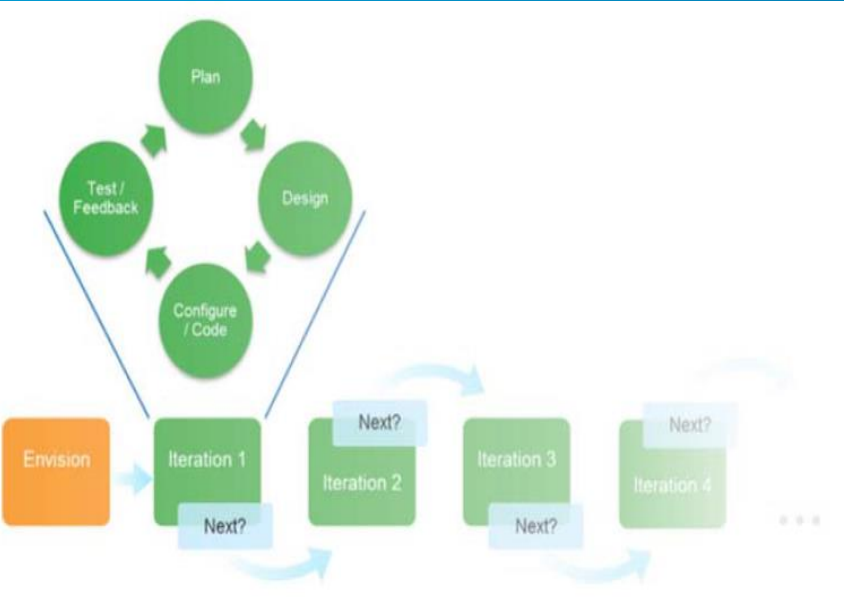 Plan
Test /
Feedback
Design
Configure
/ Code
Envision
Iteration 1
Next?
Next?
Iteration 2
Iteration 3
Next?
Next?
Iteration 4
...